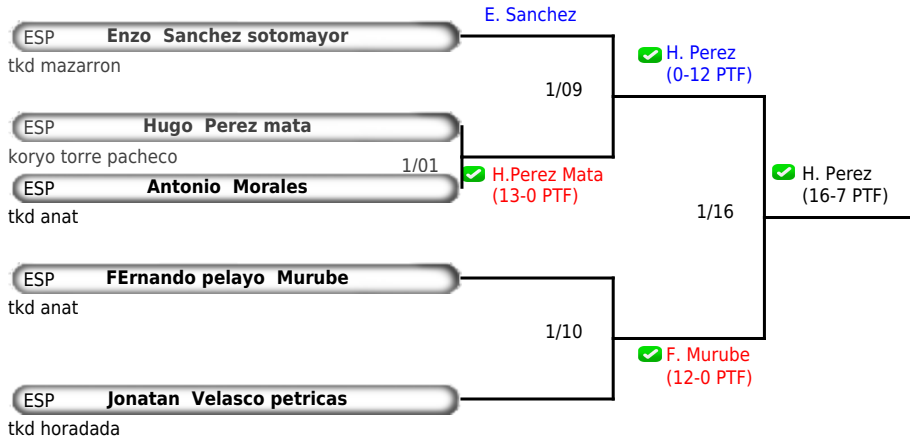 E. Sanchez
ESP Enzo Sanchez sotomayor
tkd mazarron
H. Perez
(0-12 PTF)
1/09
ESP Hugo Perez mata
koryo torre pacheco
1/01
H.Perez Mata
(13-0 PTF)
ESP Antonio Morales
tkd anat
H. Perez
(16-7 PTF)
1/16
ESP FErnando pelayo Murube
tkd anat
1/10
F. Murube
(12-0 PTF)
ESP Jonatan Velasco petricas
tkd horadada